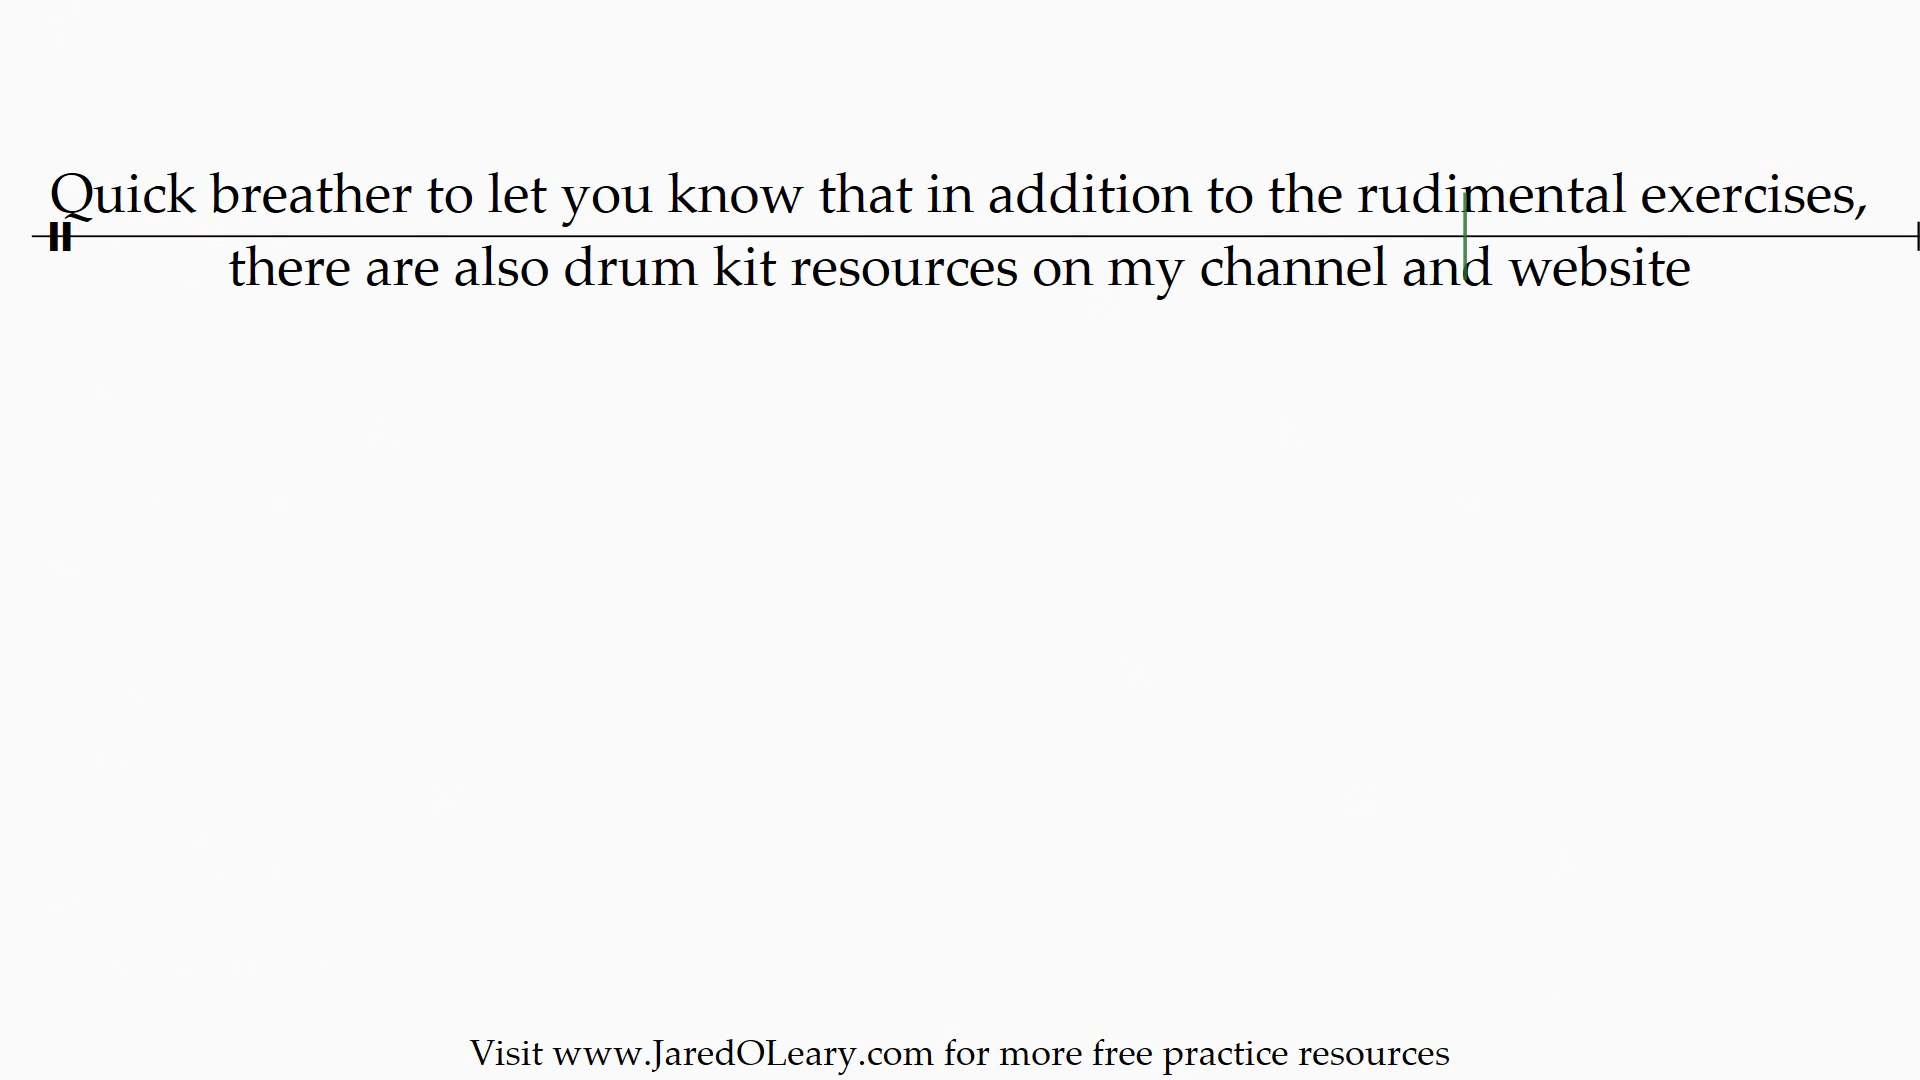 Quick breather to let you know that in addition to the rudimental exercises,
there are also drum kit resources on my channel and website
Visit www.JaredOLeary.com for more free practice resources